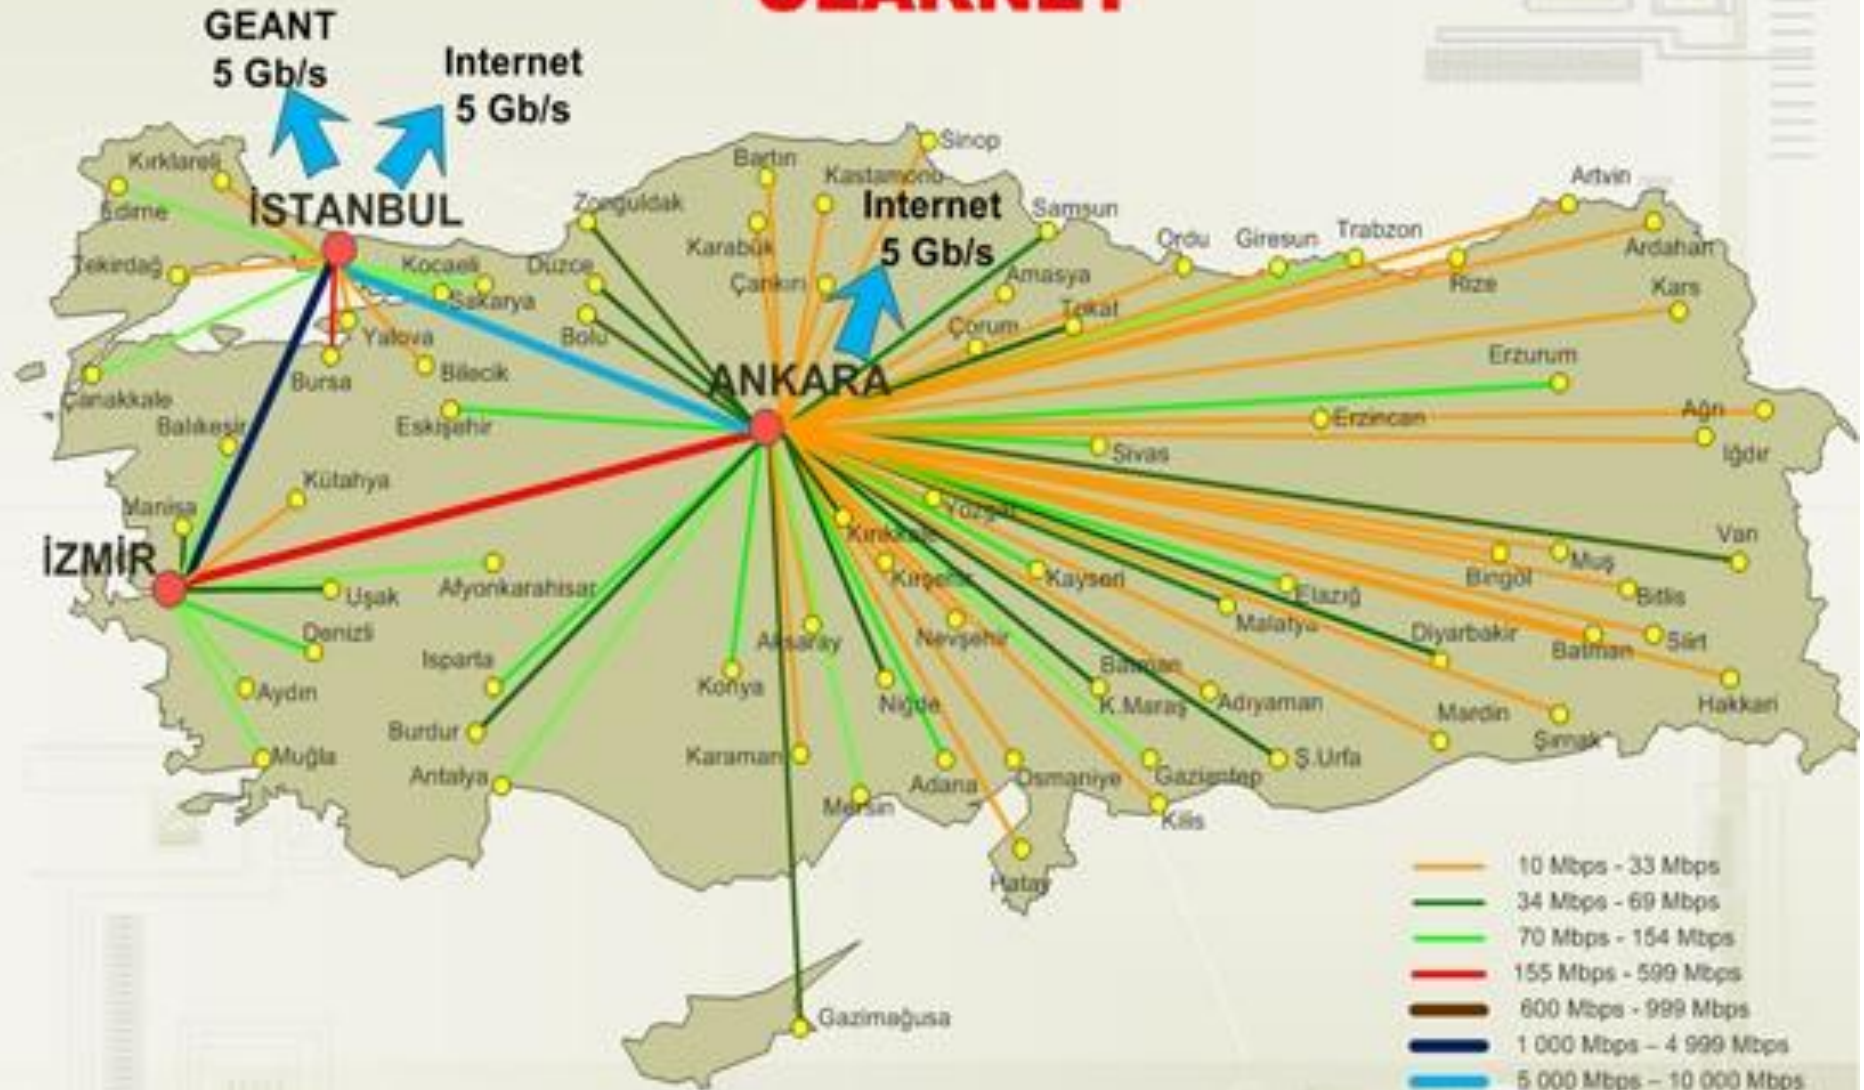 GEANT
5 Gb/s
Internet
5 Gb/s
Sinop
Kırklareli
Bartın
Kastamonu
Artvin
Edirne
İSTANBUL
Zonguldak
Internet
5 Gb/s
Samsun
Karabük
Ordu
Giresun
Trabzon
Ardahan
Tekirdağ
Kocaeli
Düzce
Çankırı
Amasya
Rize
Kars
Sakarya
Tokat
Yalova
Bolu
Çorum
Erzurum
Bursa
Bilecik
ANKARA
Çanakkale
Balıkesir
Eskişehir
Erzincan
Ağrı
Sivas
Iğdır
Kütahya
Manisa
Yozgat
Kırıkkale
Van
İZMİR
Afyonkarahisar
Uşak
Kırşehir
Kayseri
Elazığ
Bingöl
Muş
Bitlis
Denizli
Aksaray
Nevşehir
Malatya
Diyarbakır
Batman
Siirt
Isparta
Batman
Aydın
Konya
Niğde
K.Maraş
Adıyaman
Mardin
Hakkari
Burdur
Şırnak
Muğla
Antalya
Karaman
Adana
Osmaniye
Gaziantep
Ş.Urfa
Mersin
Kilis
Hatay
Gazimağusa
10 Mbps - 33 Mbps
34 Mbps - 69 Mbps
70 Mbps - 154 Mbps
155 Mbps - 599 Mbps
600 Mbps - 999 Mbps
1 000 Mbps – 4 999 Mbps
5 000 Mbps – 10 000 Mbps